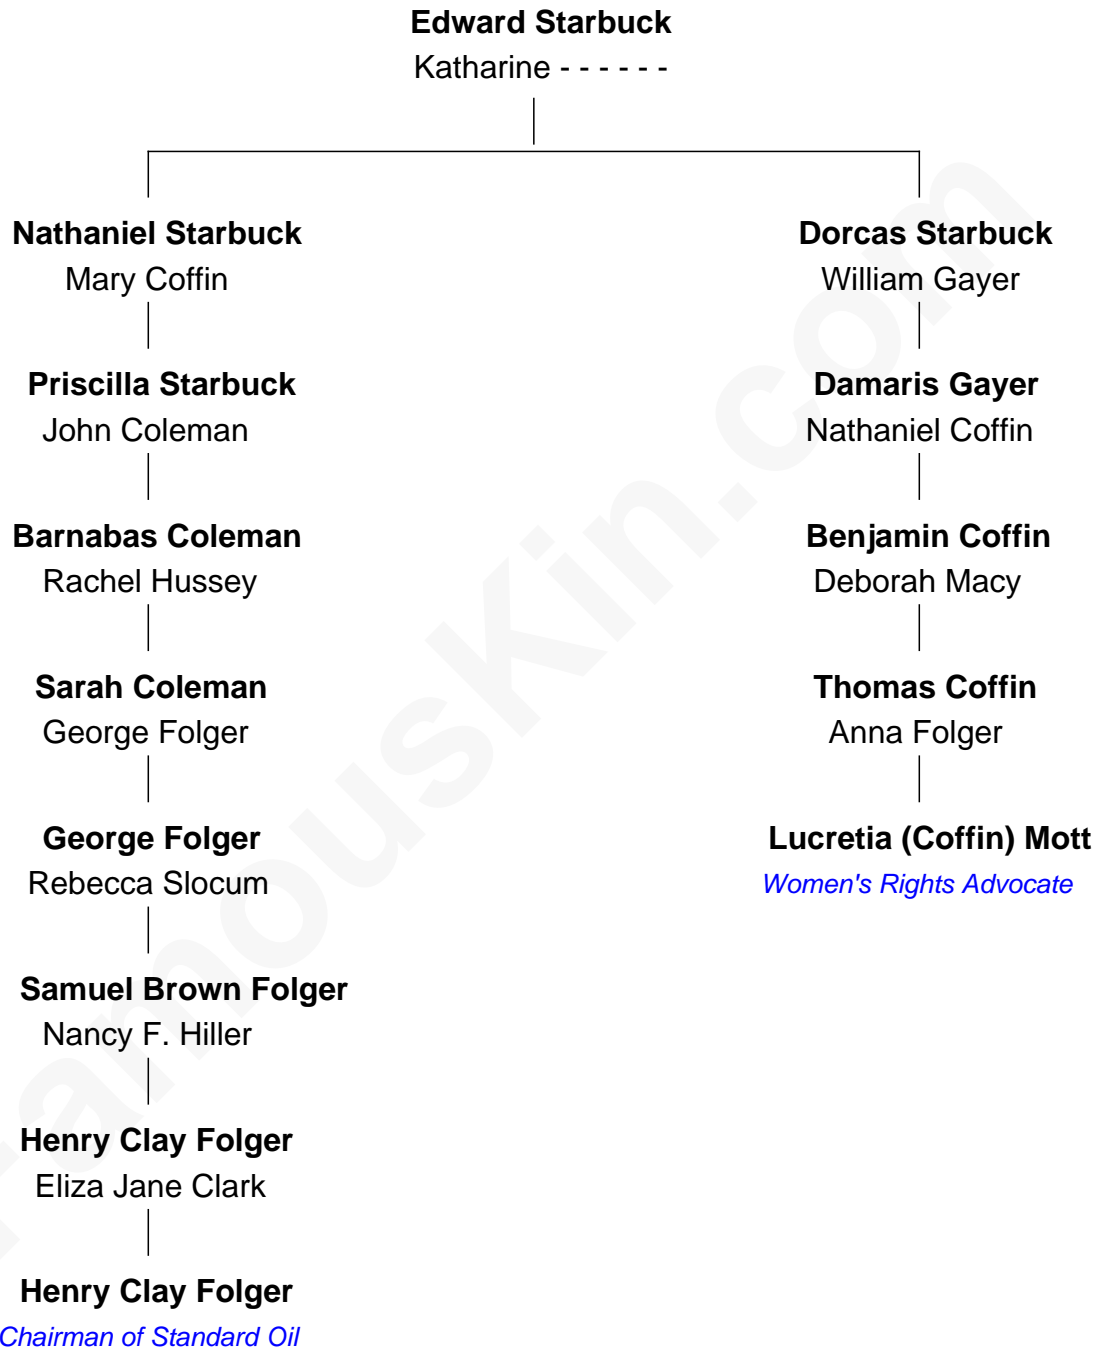 Edward Starbuck
Katharine - - - - - -
Nathaniel Starbuck
Mary Coffin
Dorcas Starbuck
William Gayer
Priscilla Starbuck
John Coleman
Damaris Gayer
Nathaniel Coffin
Barnabas Coleman
Rachel Hussey
Benjamin Coffin
Deborah Macy
Sarah Coleman
George Folger
Thomas Coffin
Anna Folger
George Folger
Rebecca Slocum
Lucretia (Coffin) Mott
Women's Rights Advocate
Samuel Brown Folger
Nancy F. Hiller
Henry Clay Folger
Eliza Jane Clark
Henry Clay Folger
Chairman of Standard Oil
FamousKin.com